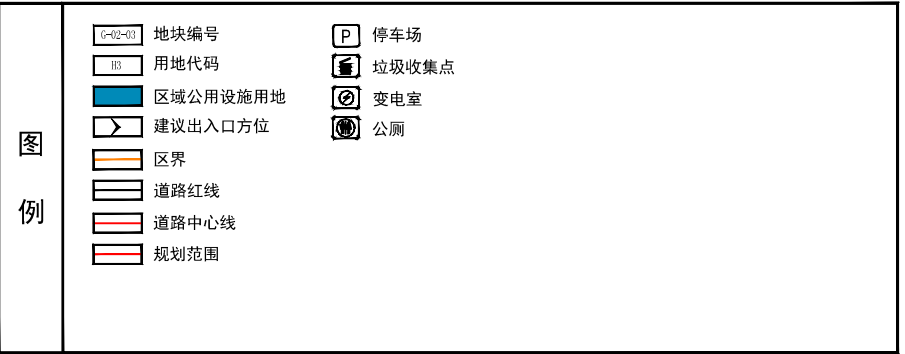 图例
G-02-03 地块编号
H3 用地代码
区域公用设施用地
建议出入口方位
区界
道路红线
道路中心线
规划范围
P 停车场
垃圾收集点
变电室
公厕